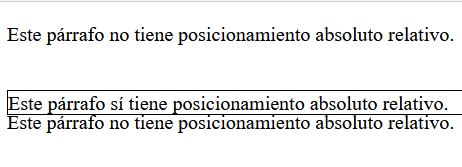 Este párrafo no tiene posicionamiento absoluto relativo.
Este párrafo sí tiene posicionamiento absoluto relativo.
Este párrafo no tiene posicionamiento absoluto relativo.